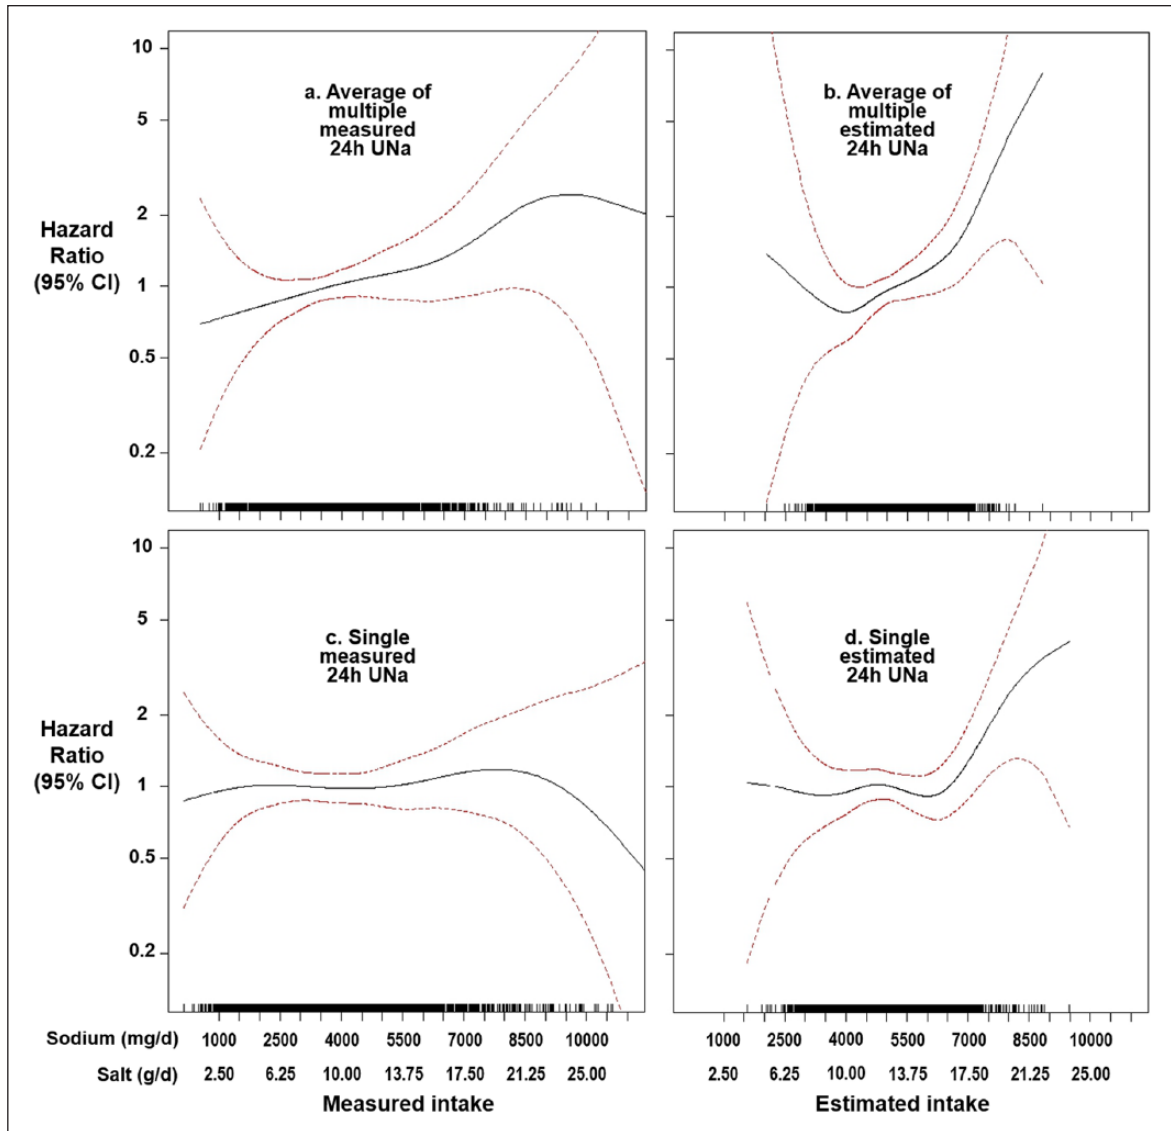 10
5
2
1
0.5
0.2
Hazard
Ratio
(95% CI)
a. Average of
multiple
measured
24h UNa
b. Average of
multiple
estimated
24h UNa
10
5
2
1
0.5
0.2
Hazard
Ratio
(95% CI)
c. Single
measured
24h UNa
d. Single
estimated
24h UNa
Sodium (mg/d) 1000 2500 4000 5500 7000 8500 10000 1000 2500 4000 5500 7000 8500 10000
Salt (g/d) 2.50 6.25 10.00 13.75 17.50 21.25 25.00 2.50 6.25 10.00 13.75 17.50 21.25 25.00
Measured intake Estimated intake